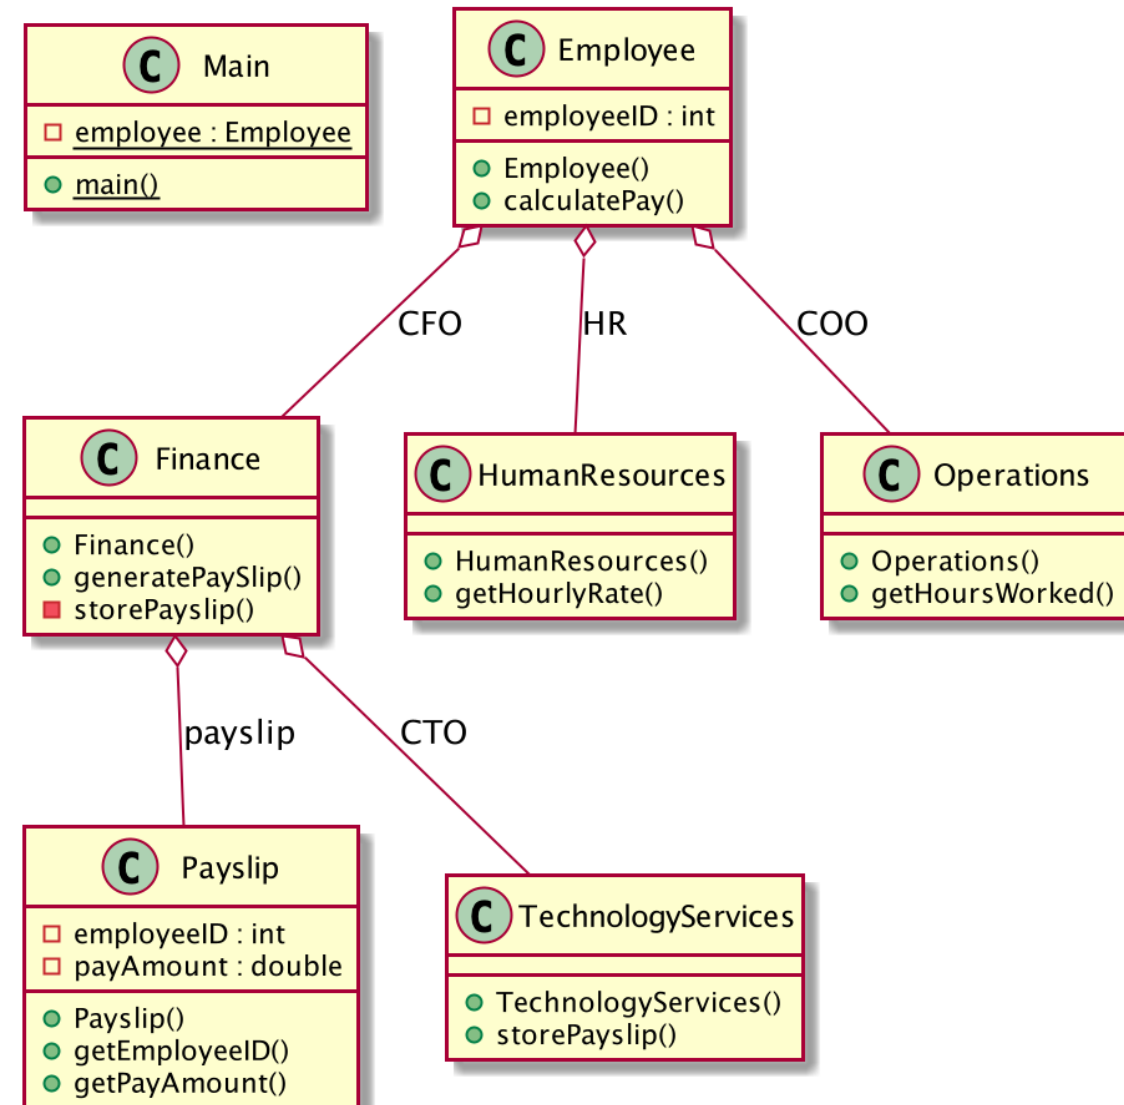 C Main
employee : Employee
main()
C Employee
employeeID : int
Employee()
calculatePay()
CFO
HR
COO
C Finance
Finance()
generatePaySlip()
storePayslip()
C HumanResources
HumanResources()
getHourlyRate()
C Operations
Operations()
getHoursWorked()
payslip
CTO
C Payslip
employeeID : int
payAmount : double
Payslip()
getEmployeeID()
getPayAmount()
C TechnologyServices
TechnologyServices()
storePayslip()